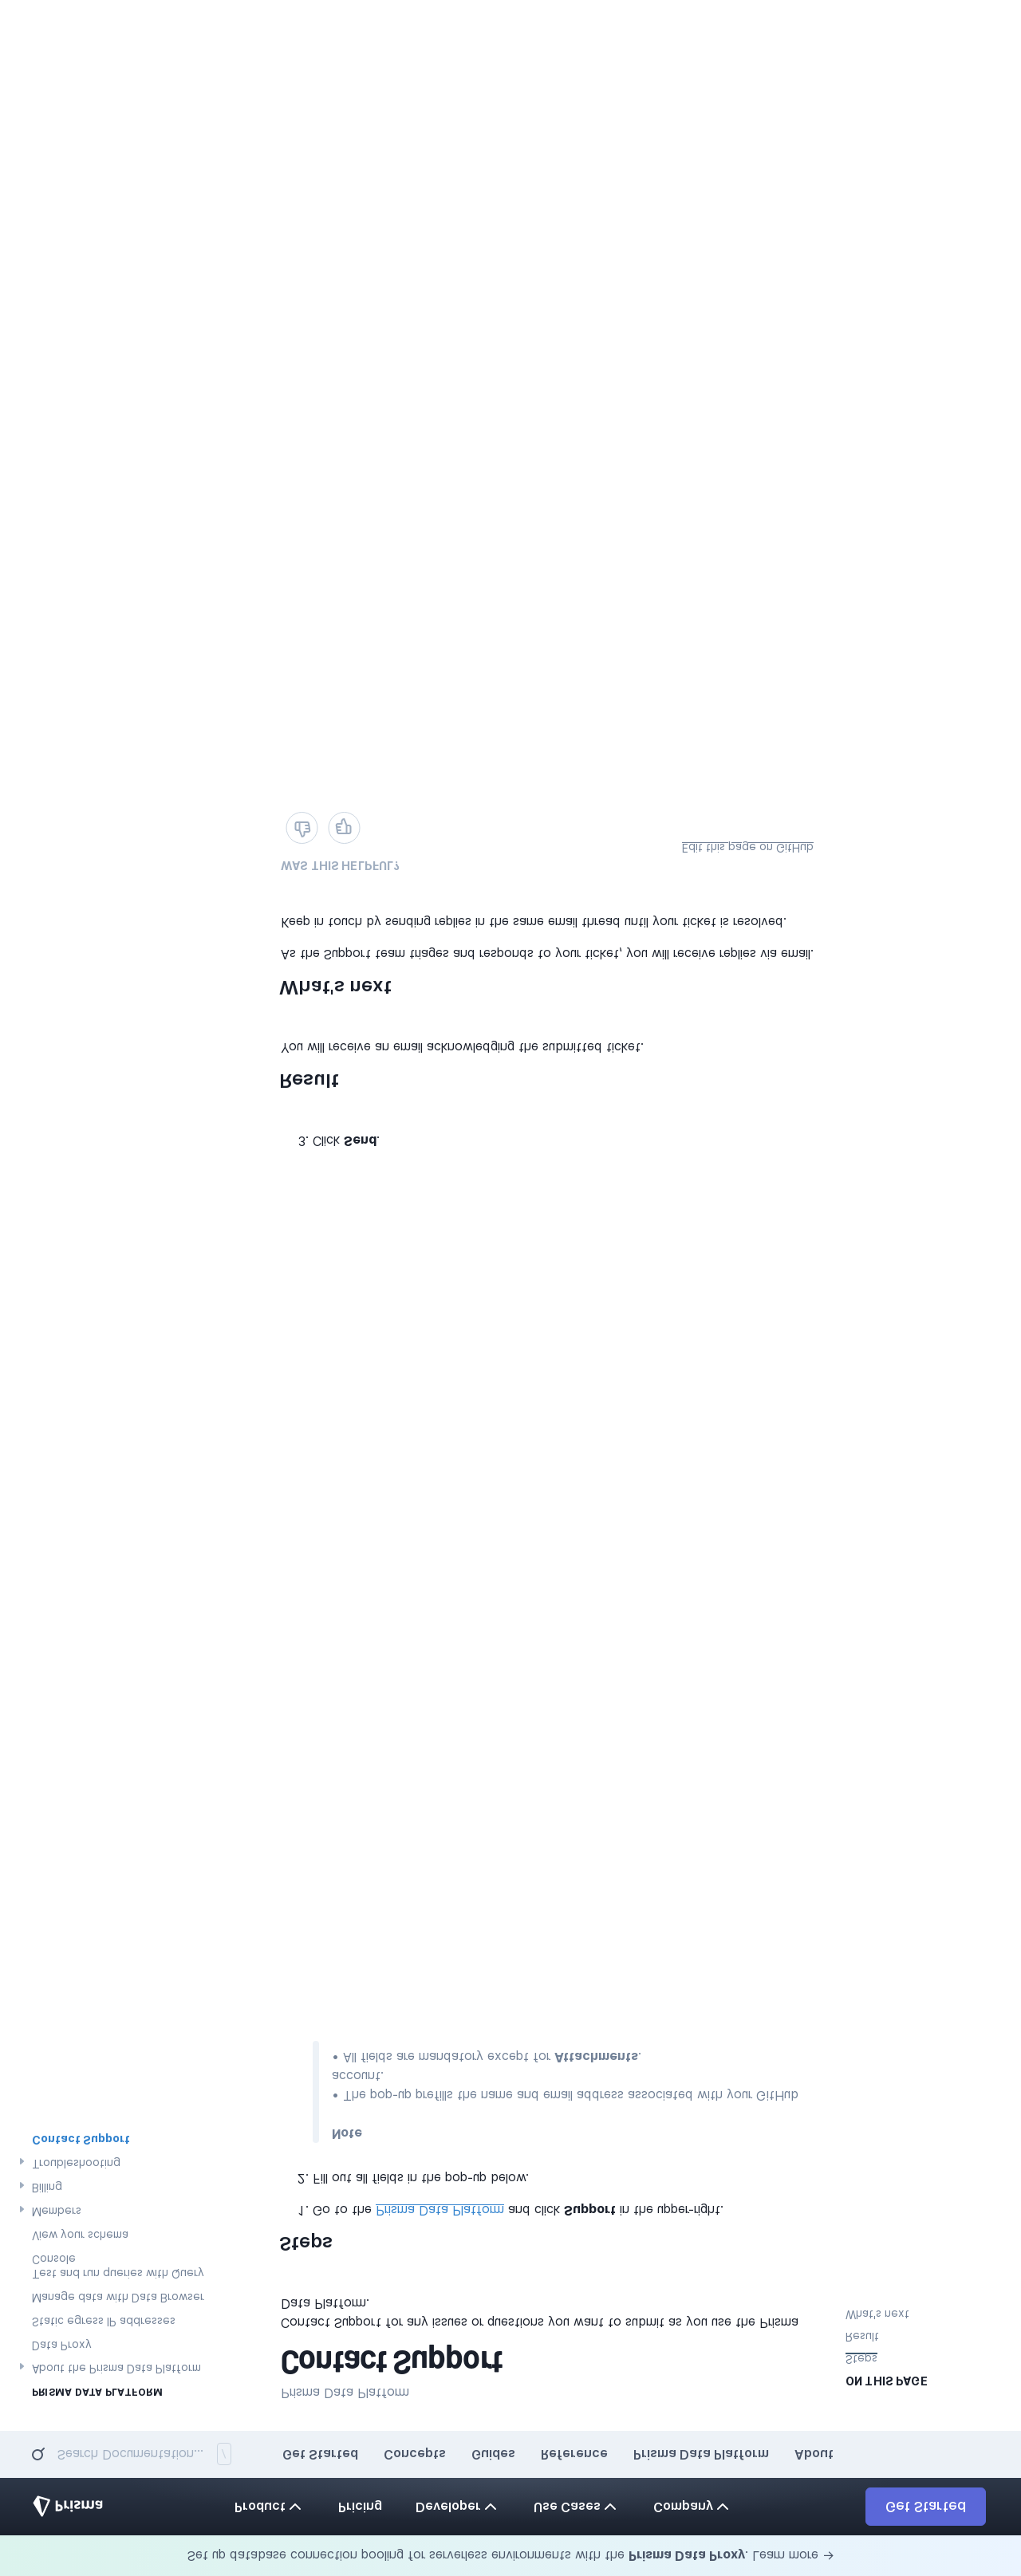 Set up database connection pooling for serverless environments with the Prisma Data Proxy. Learn more →
Prisma
Product
Pricing
Developer
Use Cases
Company
Get Started
Search Documentation...
/
Get Started
Concepts
Guides
Reference
Prisma Data Platform
About
PRISMA DATA PLATFORM
About the Prisma Data Platform
Data Proxy
Static egress IP addresses
Manage data with Data Browser
Test and run queries with Query
Console
View your schema
Members
Billing
Troubleshooting
Contact Support
Prisma Data Platform
Contact Support
Contact Support for any issues or questions you want to submit as you use the Prisma
Data Platform.
Steps
1. Go to the Prisma Data Platform and click Support in the upper-right.
2. Fill out all fields in the pop-up below.
Note
• The pop-up prefills the name and email address associated with your GitHub
account.
• All fields are mandatory except for Attachments.
3. Click Send.
Result
You will receive an email acknowledging the submitted ticket.
What's next
As the Support team triages and responds to your ticket, you will receive replies via email.
Keep in touch by sending replies in the same email thread until your ticket is resolved.
WAS THIS HELPFUL?
Edit this page on GitHub
ON THIS PAGE
Steps
Result
What's next